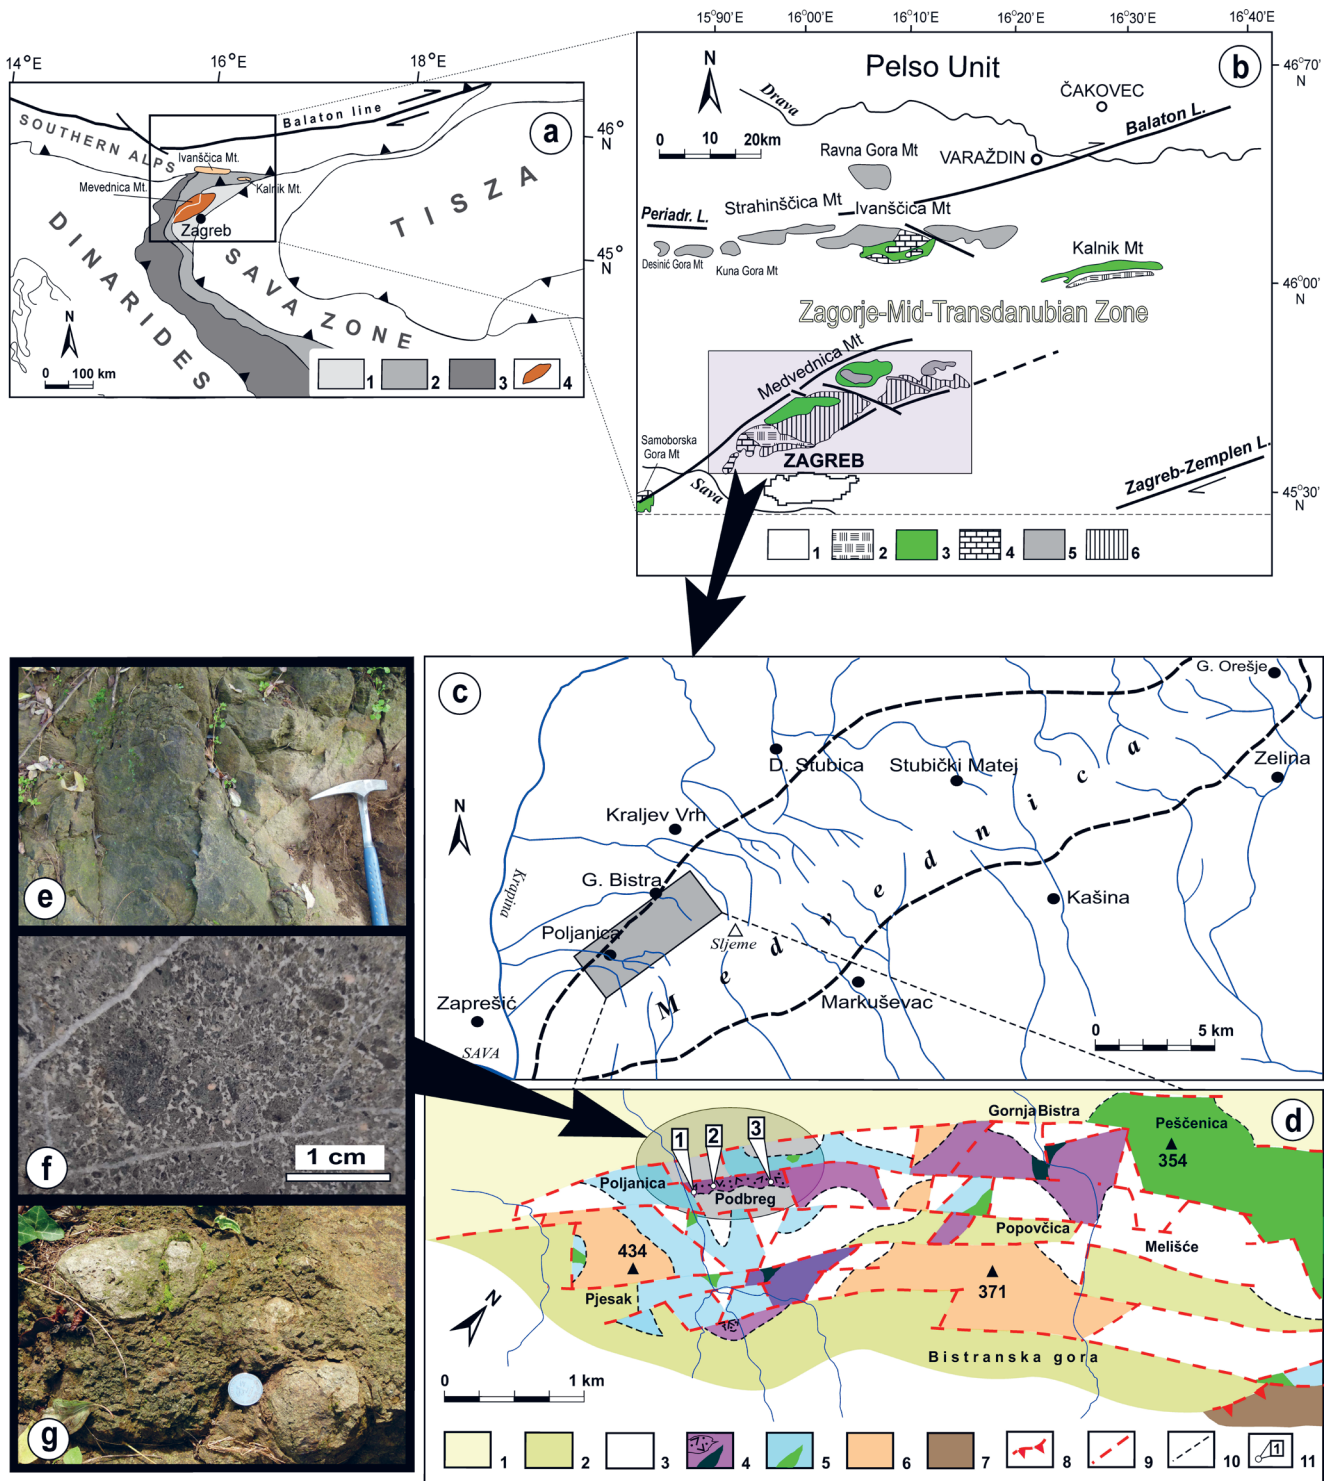 14°E
16°E
18°E
46°
N
45°
N
a
Balaton line
SOUTHERN ALPS
Ivanščica Mt.
Mevednica Mt.
Kalnik Mt.
Zagreb
TISZA
DINARIDES
SAVA ZONE
N
0 100 km
1 2 3 4
15°90'E 16°00'E 16°10'E 16°20'E 16°30'E 16°40'E
46°70'
N
46°00'
N
45°30'
N
b
Pelso Unit
N
0 10 20km
Drava
ČAKOVEC
Balaton L.
VARAŽDIN
Ravna Gora Mt
Strahinščica Mt
Ivanščica Mt
Periadr. L.
Desinić Gora Mt
Kuna Gora Mt
Kalnik Mt
Zagorje-Mid-Transdanubian Zone
Medvednica Mt
Samoborska
Gora Mt
ZAGREB
Sava
Zagreb-Zemplen L.
1 2 3 4 5 6
c
G. Orešje
D. Stubica
Stubički Matej
Zelina
Kraljev Vrh
N
G. Bistra
Krapina
Kašina
Poljanica
Sljeme
Medvednica
Markuševac
Zaprešić
SAVA
0 5 km
d
Gornja Bistra
Peščenica
354
1 2 3
Poljanica
Podbreg
Popovčica
Melišće
434
371
Pjesak
N
Bistranska gora
0 1 km
1 2 3 4 5 6 7 8 9 10 1 11
e
f
1 cm
g